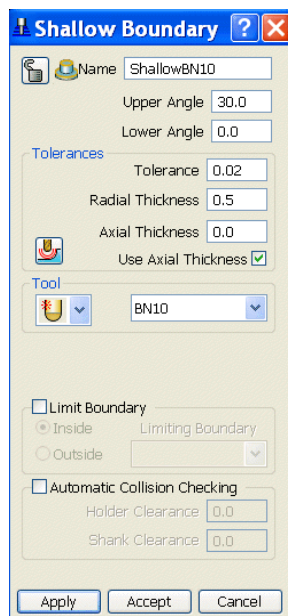 Shallow Boundary ?
Name ShallowBN10
Upper Angle 30.0
Lower Angle 0.0
Tolerances
Tolerance 0.02
Radial Thickness 0.5
Axial Thickness 0.0
Use Axial Thickness
Tool
BN10
Limit Boundary
Inside Limiting Boundary
Outside
Automatic Collision Checking
Holder Clearance 0.0
Shank Clearance 0.0
Apply Accept Cancel